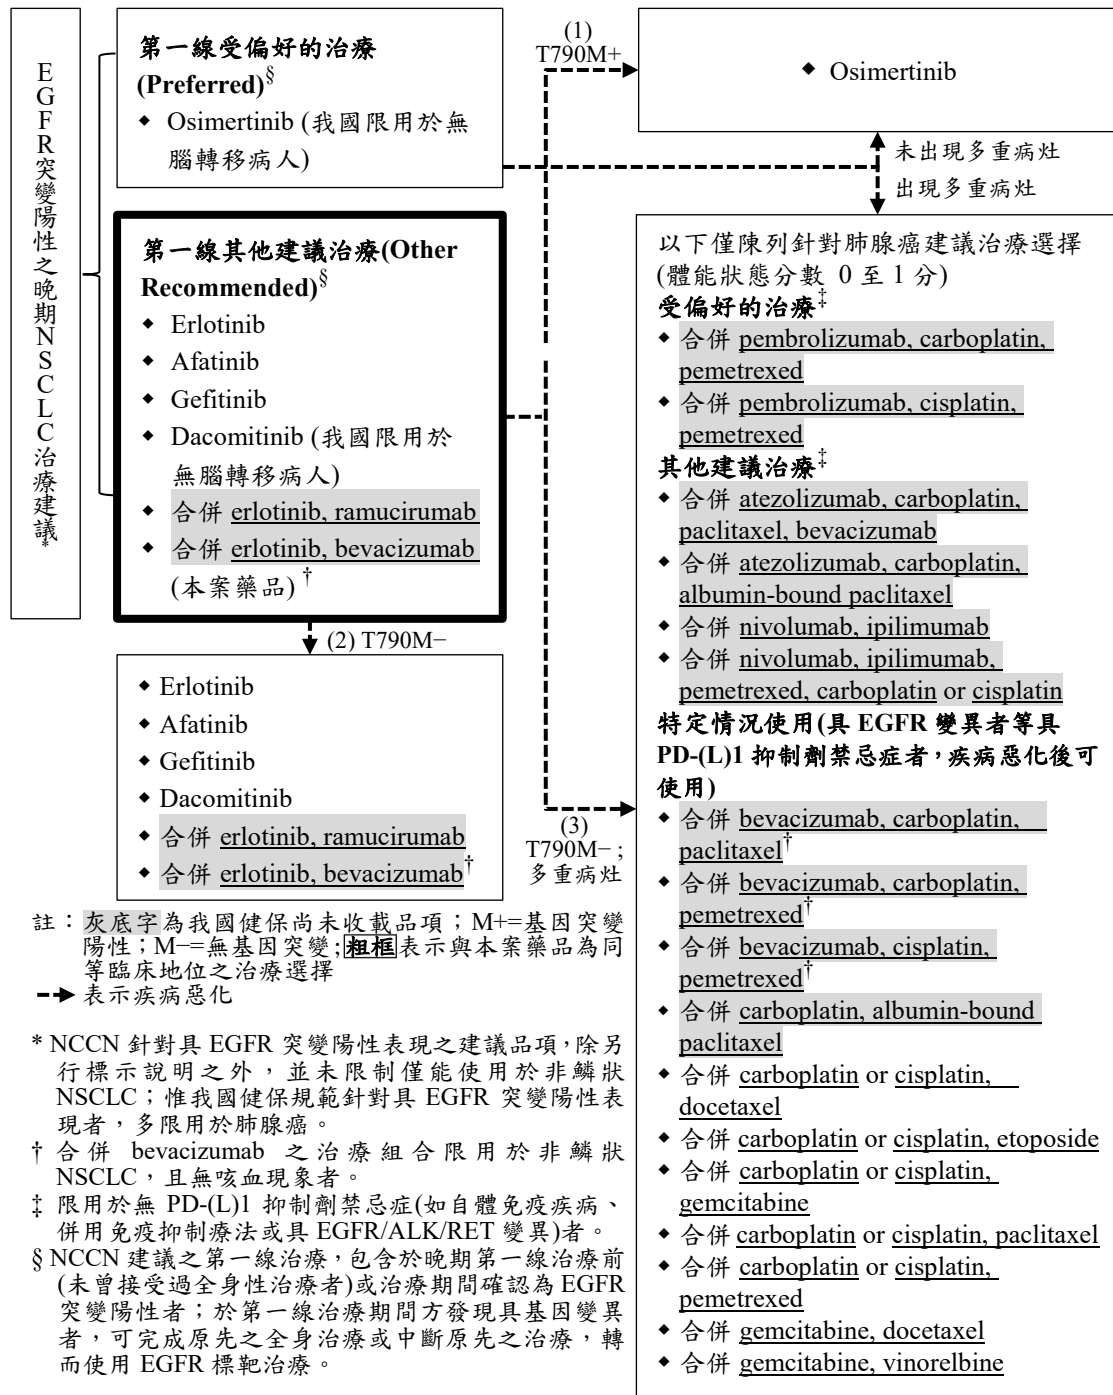 EGFR突變陽性之晚期NSCLC治療建議*
第一線受偏好的治療
(Preferred)§
◆ Osimertinib (我國限用於無
腦轉移病人)
第一線其他建議治療(Other
Recommended)§
◆ Erlotinib
◆ Afatinib
◆ Gefitinib
◆ Dacomitinib (我國限用於
無腦轉移病人)
◆ 合併 erlotinib, ramucirumab
◆ 合併 erlotinib, bevacizumab
(本案藥品)†
(2) T790M−
◆ Erlotinib
◆ Afatinib
◆ Gefitinib
◆ Dacomitinib
◆ 合併 erlotinib, ramucirumab
◆ 合併 erlotinib, bevacizumab†
(1)
T790M+
◆ Osimertinib
未出現多重病灶
出現多重病灶
(3)
T790M−;
多重病灶
以下僅陳列針對肺腺癌建議治療選擇
(體能狀態分數 0 至 1 分)
受偏好的治療‡
◆ 合併 pembrolizumab, carboplatin,
pemetrexed
◆ 合併 pembrolizumab, cisplatin,
pemetrexed
其他建議治療‡
◆ 合併 atezolizumab, carboplatin,
paclitaxel, bevacizumab
◆ 合併 atezolizumab, carboplatin,
albumin-bound paclitaxel
◆ 合併 nivolumab, ipilimumab
◆ 合併 nivolumab, ipilimumab,
pemetrexed, carboplatin or cisplatin
特定情況使用(具 EGFR 變異者等具
PD-(L)1 抑制劑禁忌症者，疾病惡化後可
使用)
◆ 合併 bevacizumab, carboplatin,
paclitaxel†
◆ 合併 bevacizumab, carboplatin,
pemetrexed†
◆ 合併 bevacizumab, cisplatin,
pemetrexed†
◆ 合併 carboplatin, albumin-bound
paclitaxel
◆ 合併 carboplatin or cisplatin,
docetaxel
◆ 合併 carboplatin or cisplatin, etoposide
◆ 合併 carboplatin or cisplatin,
gemcitabine
◆ 合併 carboplatin or cisplatin, paclitaxel
◆ 合併 carboplatin or cisplatin,
pemetrexed
◆ 合併 gemcitabine, docetaxel
◆ 合併 gemcitabine, vinorelbine
註：灰底字為我國健保尚未收載品項；M+=基因突變
陽性；M−=無基因突變；粗框表示與本案藥品為同
等臨床地位之治療選擇
表示疾病惡化
* NCCN 針對具 EGFR 突變陽性表現之建議品項，除另
行標示說明之外，並未限制僅能使用於非鱗狀
NSCLC；惟我國健保規範針對具 EGFR 突變陽性表
現者，多限用於肺腺癌。
† 合併 bevacizumab 之治療組合限用於非鱗狀
NSCLC，且無咳血現象者。
‡ 限用於無 PD-(L)1 抑制劑禁忌症(如自體免疫疾病、
併用免疫抑制療法或具 EGFR/ALK/RET 變異)者。
§ NCCN 建議之第一線治療，包含於晚期第一線治療前
(未曾接受過全身性治療者)或治療期間確認為 EGFR
突變陽性者；於第一線治療期間方發現具基因變異
者，可完成原先之全身治療或中斷原先之治療，轉
而使用 EGFR 標靶治療。